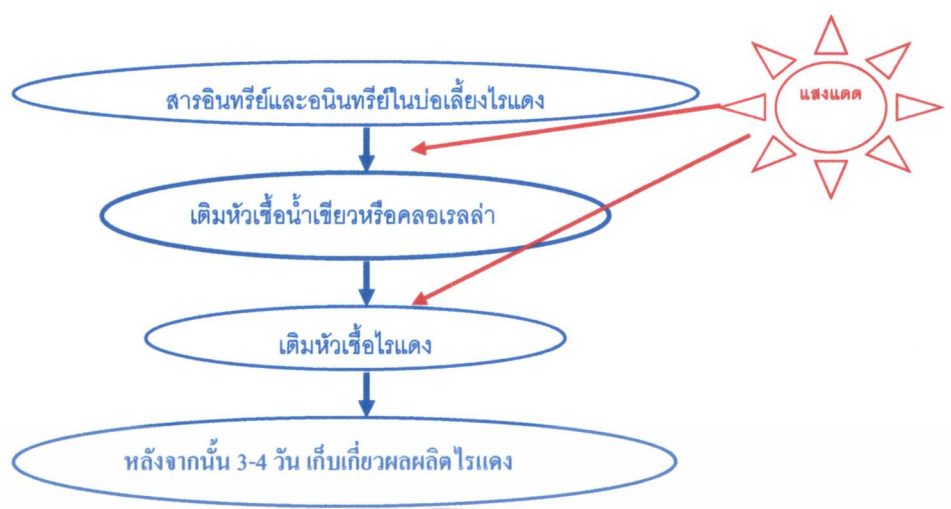 แสงแดด
สารอินทรีย์และอนินทรีย์ในบ่อเลี้ยงไรแดง
เติมหัวเชื้อน้ำเขียวหรือคลอเรลล่า
เติมหัวเชื้อไรแดง
หลังจากนั้น 3-4 วัน เก็บเกี่ยวผลผลิตไรแดง